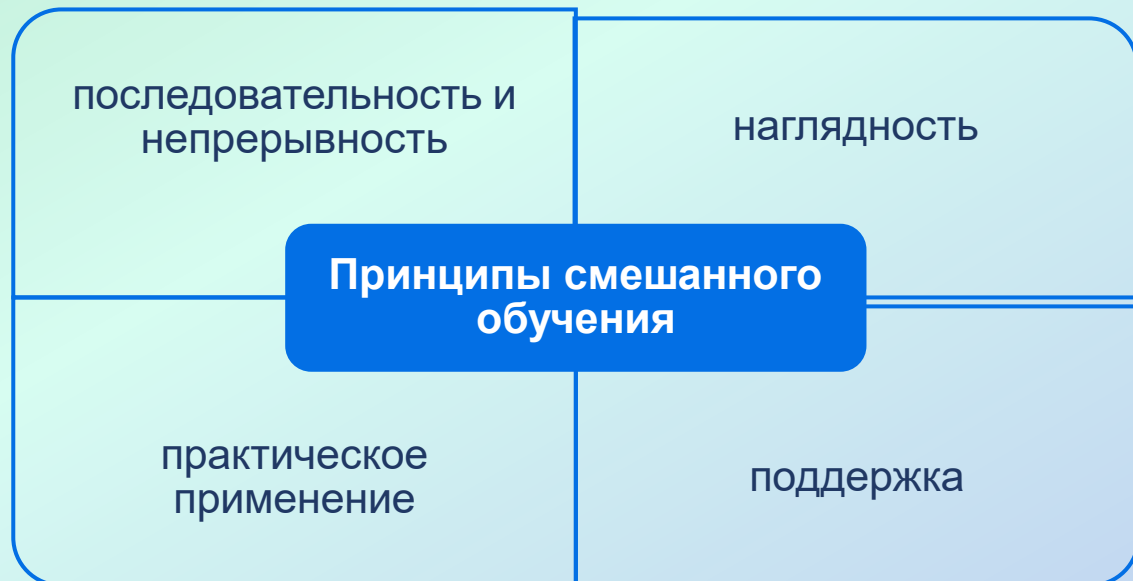 последовательность и
непрерывность
наглядность
Принципы смешанного
обучения
практическое
применение
поддержка